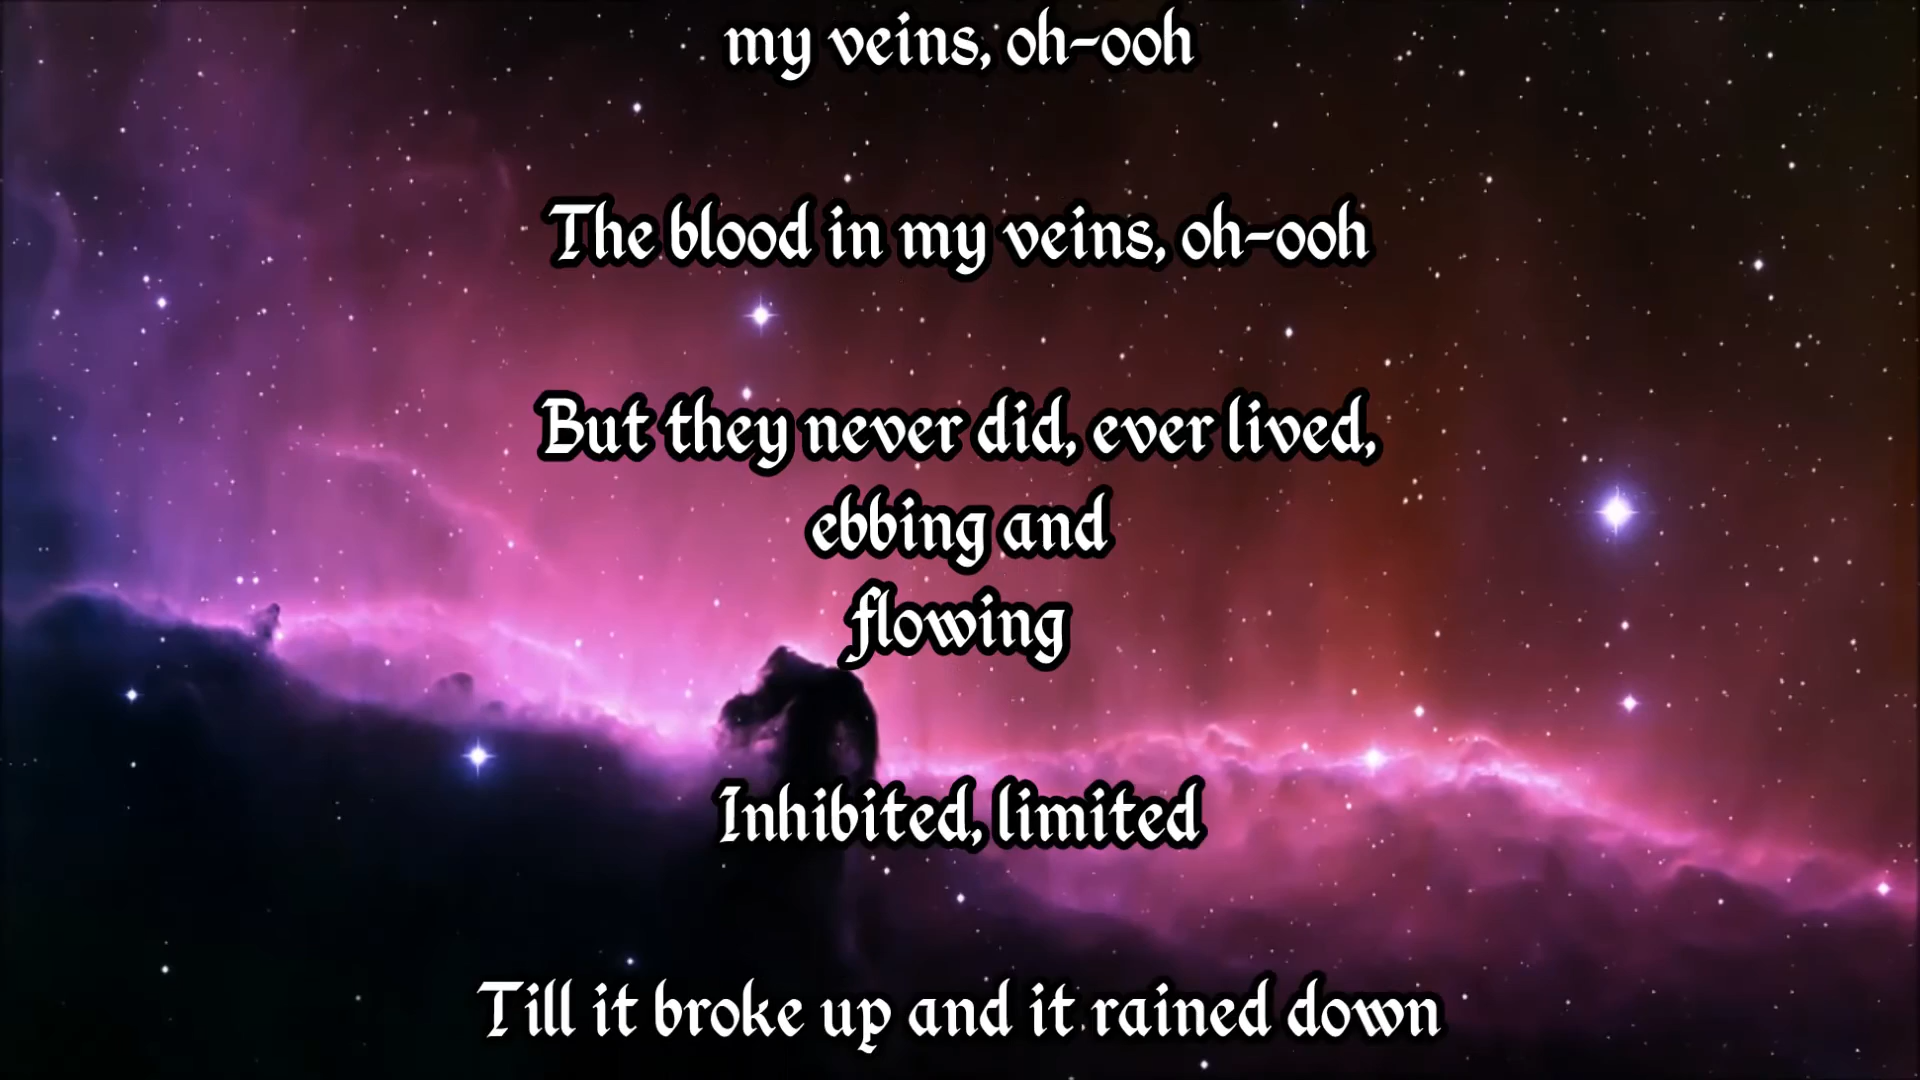 my veins, oh-ooh
The blood in my veins, oh-ooh
But they never did, ever lived,
ebbing and
flowing
Inhibited, limited
Till it broke up and it rained down